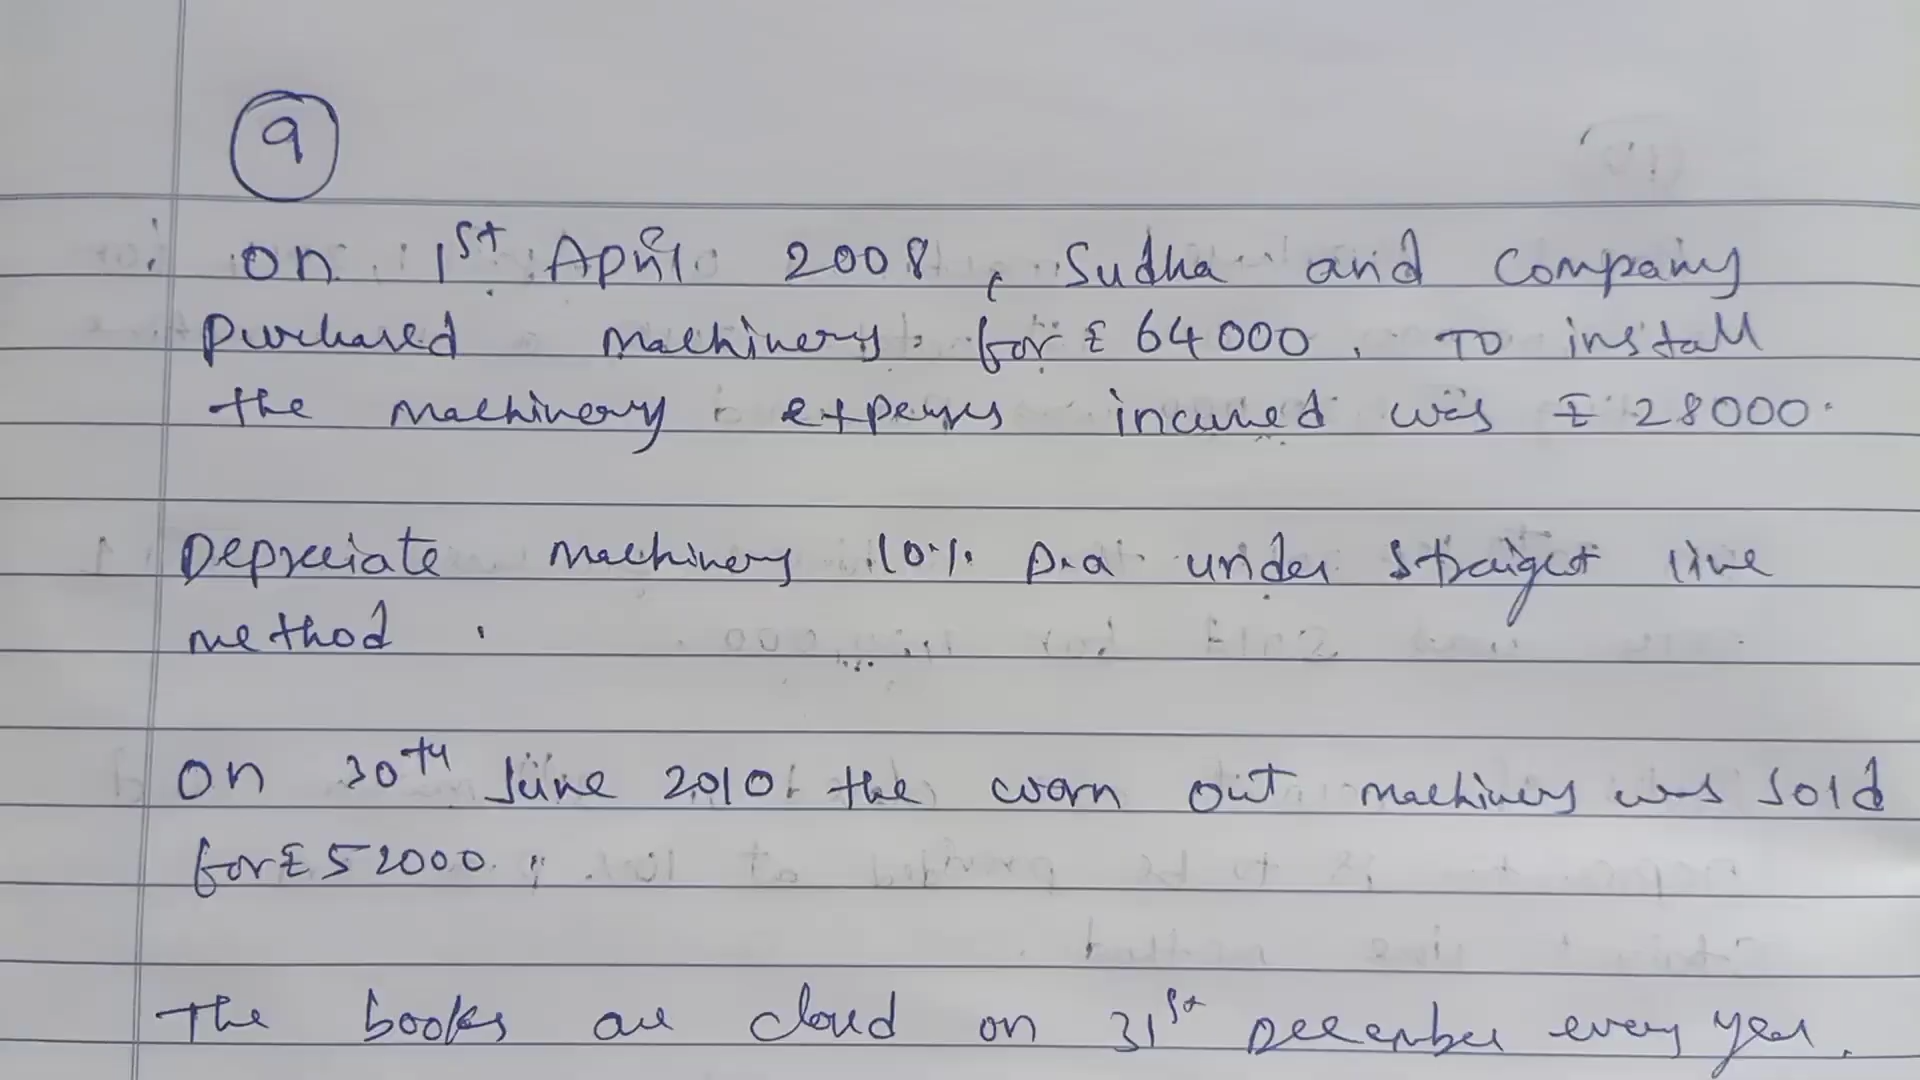 9
on 1st April 2008, Sudha and company
purchased machinery for ₹ 64000. To install
the machinery expenses incurred was ₹ 28000.
Depreciate machinery 10% p.a under straight line
method.
On 30th June 2010 the worn out machinery was sold
for ₹ 52000.
The books are closed on 31st December every year.